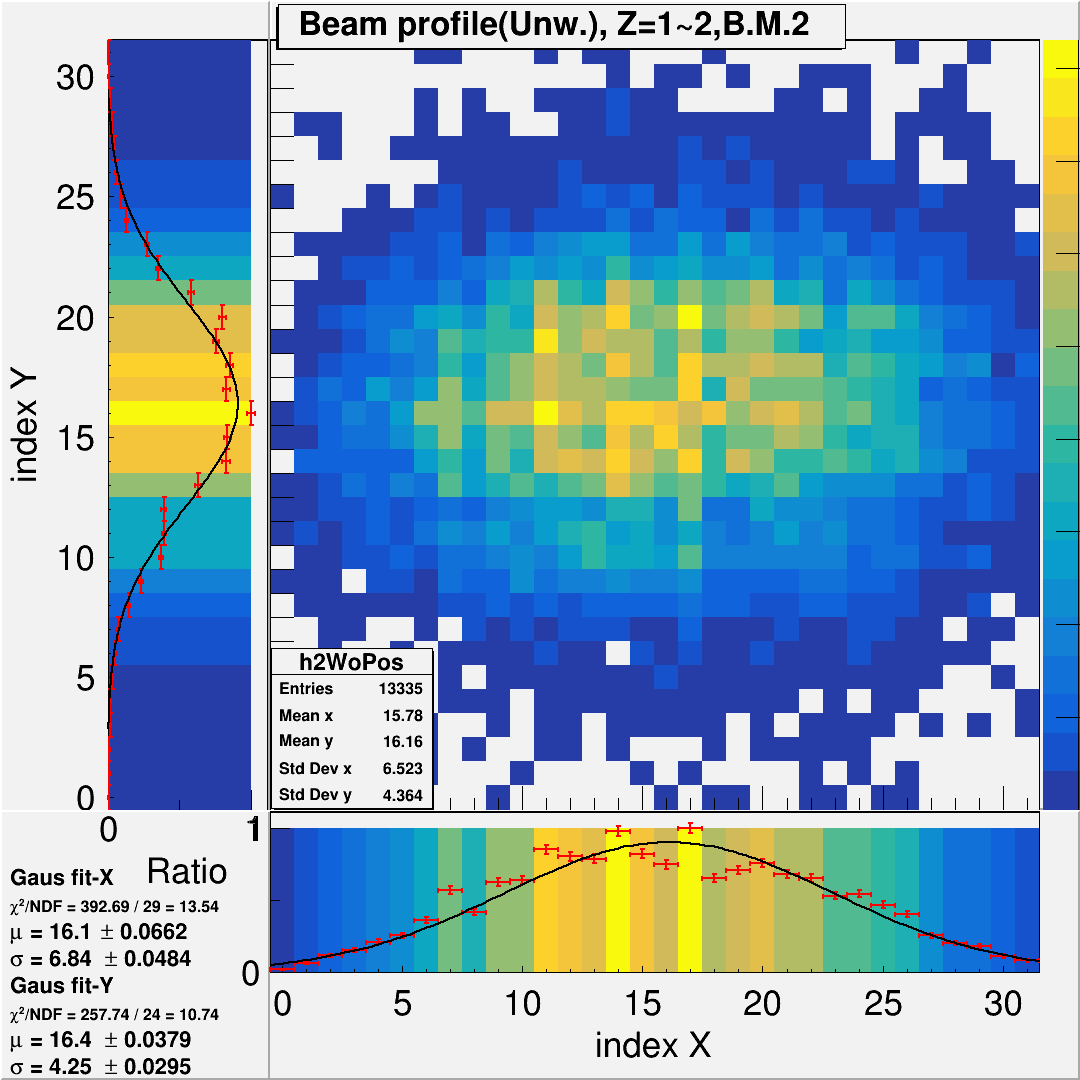 Beam profile(Unw.), Z=1~2,B.M.2
30
25
20
15
10
5
0
index Y
h2WoPos
Entries 13335
Mean x 15.78
Mean y 16.16
Std Dev x 6.523
Std Dev y 4.364
0 1
Ratio
1
0
0 5 10 15 20 25 30
index X
Gaus fit-X
χ²/NDF = 392.69 / 29 = 13.54
μ = 16.1 ± 0.0662
σ = 6.84 ± 0.0484
Gaus fit-Y
χ²/NDF = 257.74 / 24 = 10.74
μ = 16.4 ± 0.0379
σ = 4.25 ± 0.0295